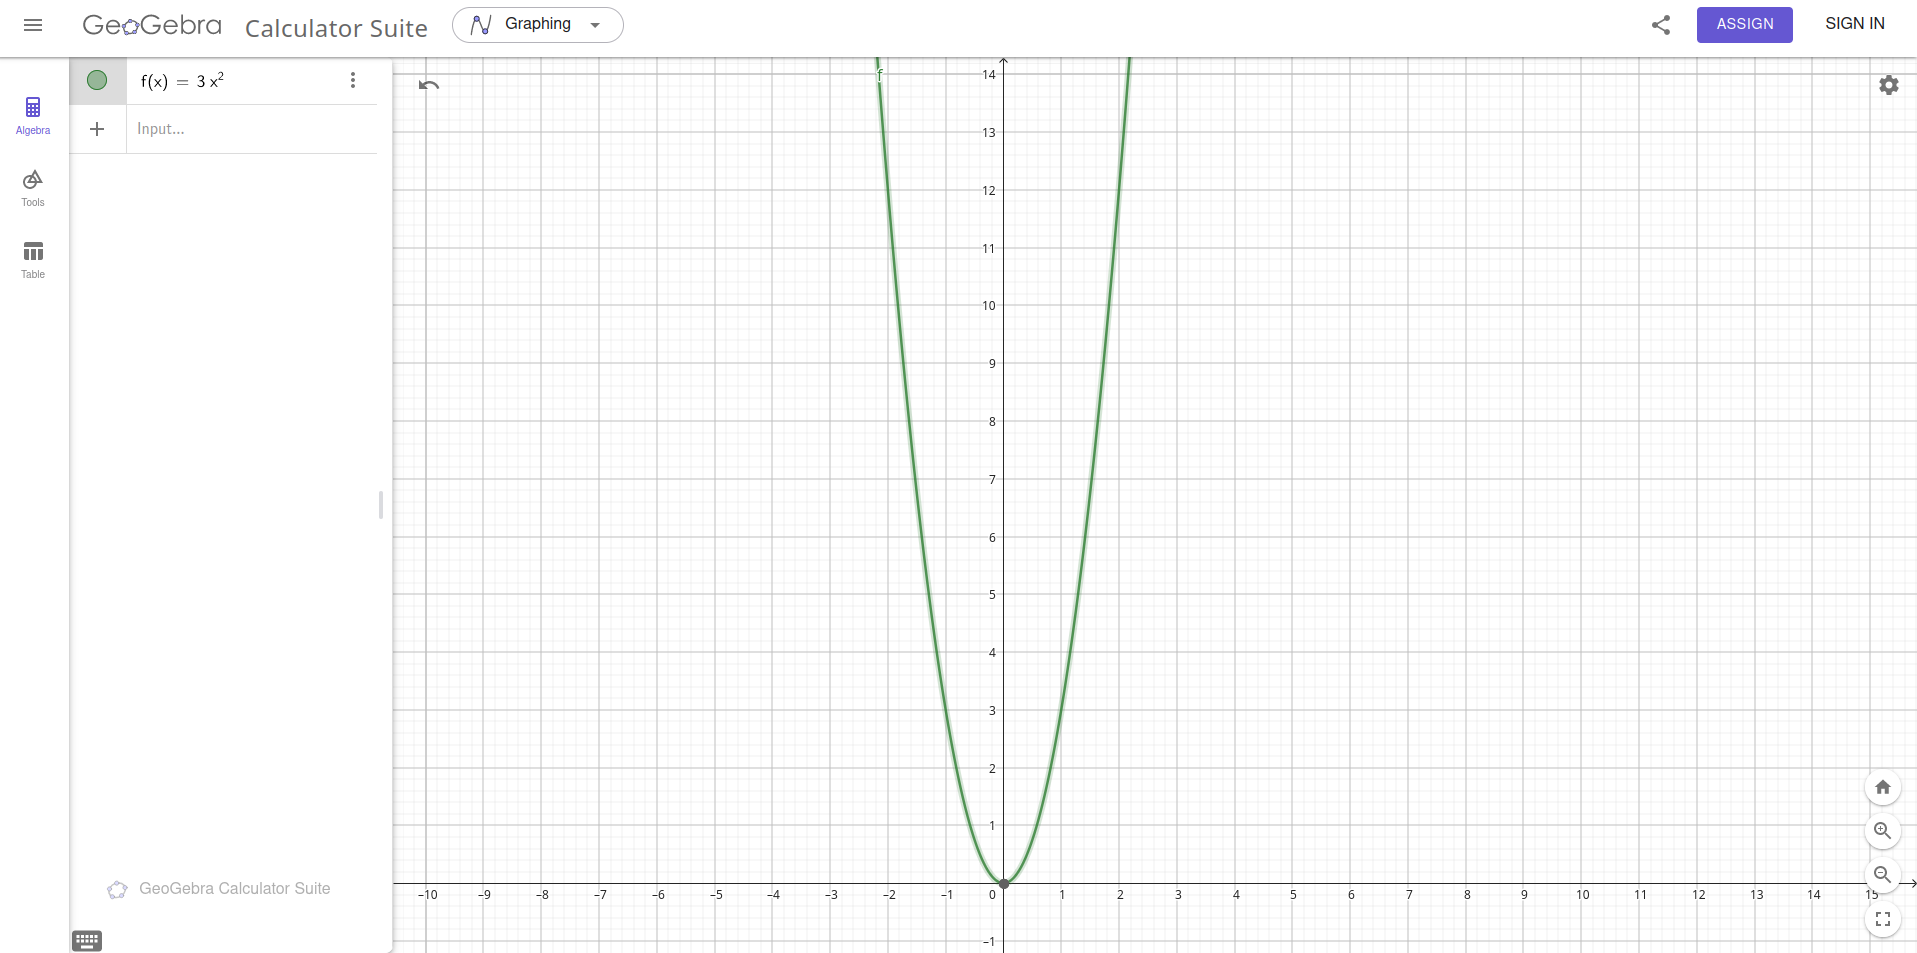 GeoGebra Calculator Suite Graphing ASSIGN SIGN IN
Algebra
Tools
Table
f(x) = 3 x²
Input...
GeoGebra Calculator Suite
f
14
13
12
11
10
9
8
7
6
5
4
3
2
1
–10 –9 –8 –7 –6 –5 –4 –3 –2 –1 0 1 2 3 4 5 6 7 8 9 10 11 12 13 14 15
–1